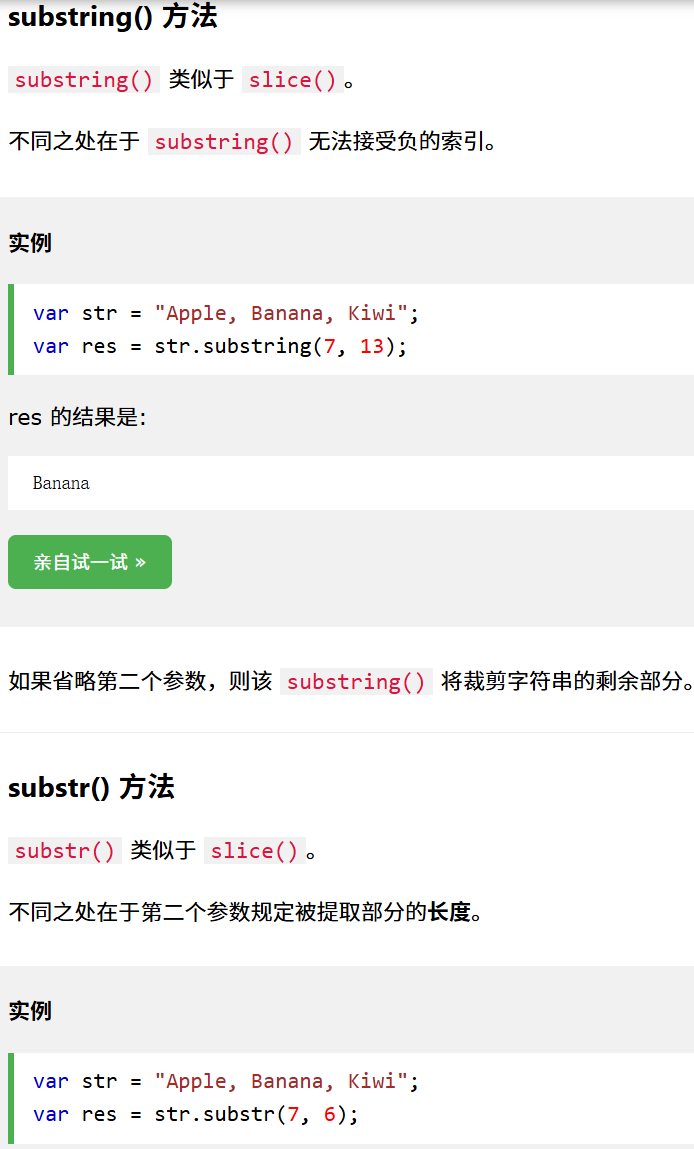 substring() 方法
substring() 类似于 slice()。
不同之处在于 substring() 无法接受负的索引。
实例
var str = "Apple, Banana, Kiwi";
var res = str.substring(7, 13);
res 的结果是：
Banana
亲自试一试 »
如果省略第二个参数，则该 substring() 将裁剪字符串的剩余部分。
substr() 方法
substr() 类似于 slice()。
不同之处在于第二个参数规定被提取部分的长度。
实例
var str = "Apple, Banana, Kiwi";
var res = str.substr(7, 6);